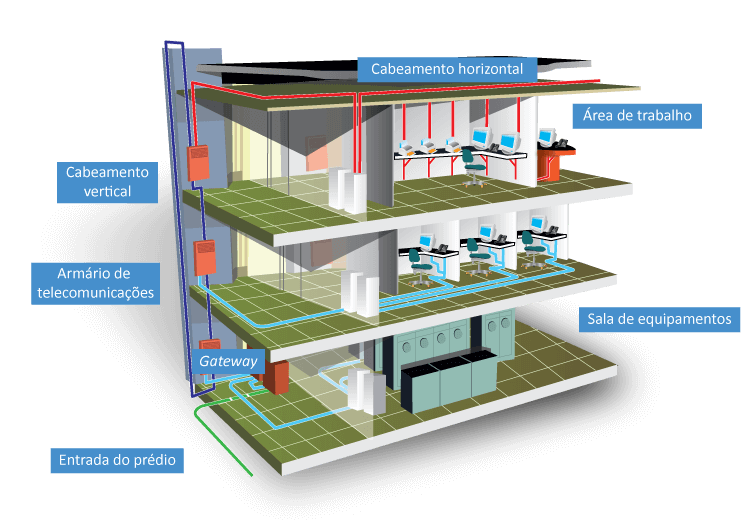 Cabeamento horizontal
Área de trabalho
Cabeamento
vertical
Armário de
telecomunicações
Sala de equipamentos
Gateway
Entrada do prédio